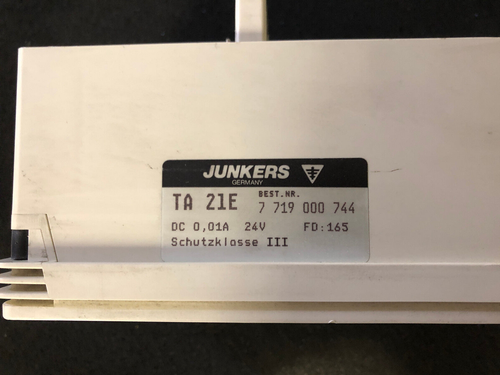 JUNKERS
GERMANY
TA 21E BEST.NR. 7 719 000 744
DC 0,01A 24V FD:165
Schutzklasse III